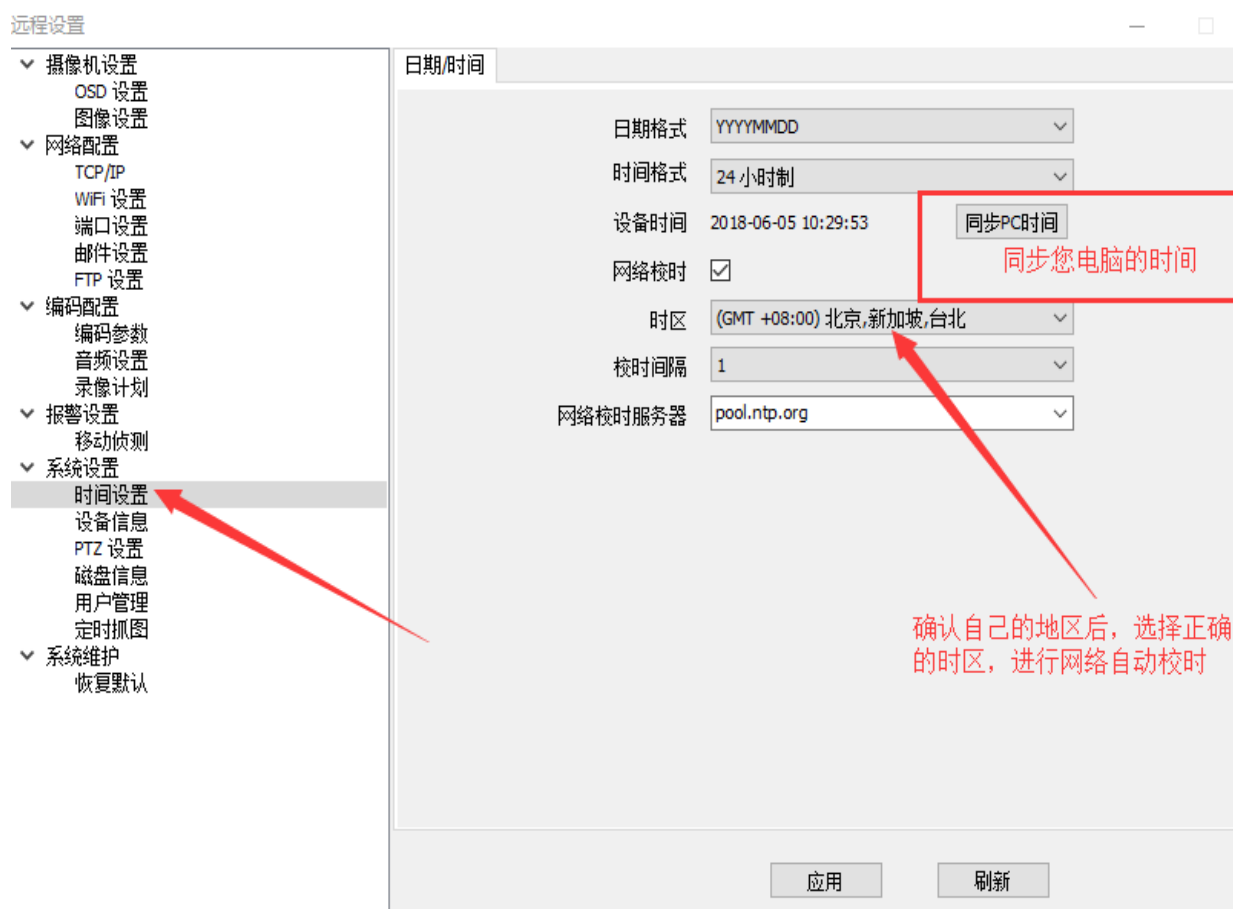 远程设置
摄像机设置
OSD 设置
图像设置
网络配置
TCP/IP
WiFi 设置
端口设置
邮件设置
FTP 设置
编码配置
编码参数
音频设置
录像计划
报警设置
移动侦测
系统设置
时间设置
设备信息
PTZ 设置
磁盘信息
用户管理
定时抓图
系统维护
恢复默认
日期/时间
日期格式 YYYYMMDD
时间格式 24 小时制
设备时间 2018-06-05 10:29:53 同步PC时间
同步您电脑的时间
网络校时
时区 (GMT +08:00) 北京,新加坡,台北
校时间隔 1
网络校时服务器 pool.ntp.org
确认自己的地区后，选择正确
的时区，进行网络自动校时
应用 刷新